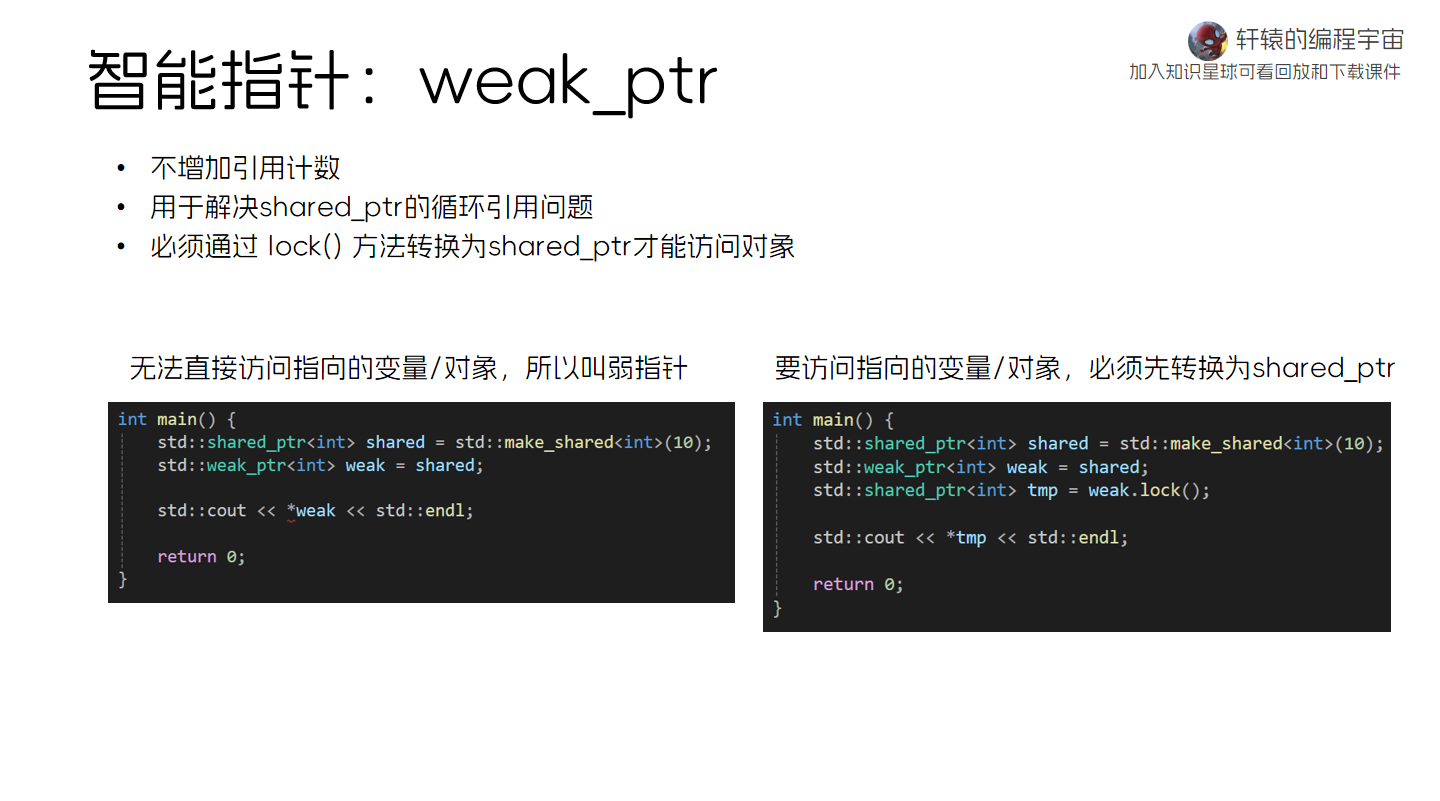 轩辕的编程宇宙
加入知识星球可看回放和下载课件
智能指针：weak_ptr
• 不增加引用计数
• 用于解决shared_ptr的循环引用问题
• 必须通过 lock() 方法转换为shared_ptr才能访问对象
无法直接访问指向的变量/对象，所以叫弱指针
int main() {
    std::shared_ptr<int> shared = std::make_shared<int>(10);
    std::weak_ptr<int> weak = shared;
    std::cout << *weak << std::endl;
    return 0;
}
要访问指向的变量/对象，必须先转换为shared_ptr
int main() {
    std::shared_ptr<int> shared = std::make_shared<int>(10);
    std::weak_ptr<int> weak = shared;
    std::shared_ptr<int> tmp = weak.lock();
    std::cout << *tmp << std::endl;
    return 0;
}